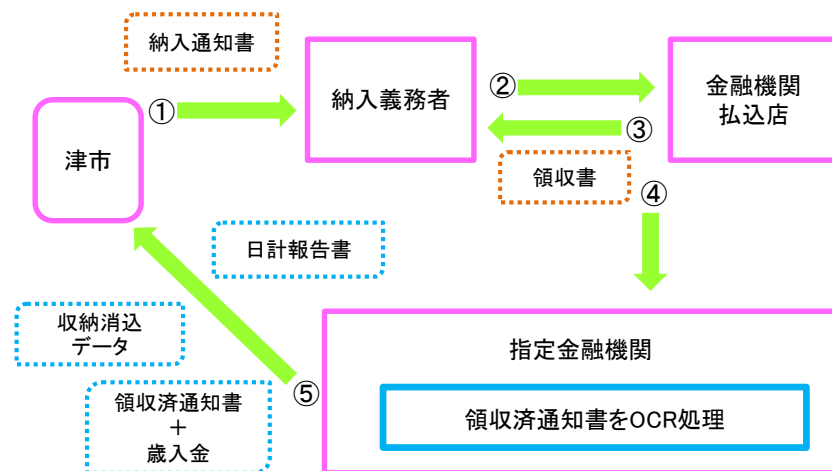 納入通知書
①
納入義務者
②
金融機関
払込店
③
津市
領収書
④
日計報告書
収納消込
データ
指定金融機関
⑤
領収済通知書
＋
歳入金
領収済通知書をOCR処理